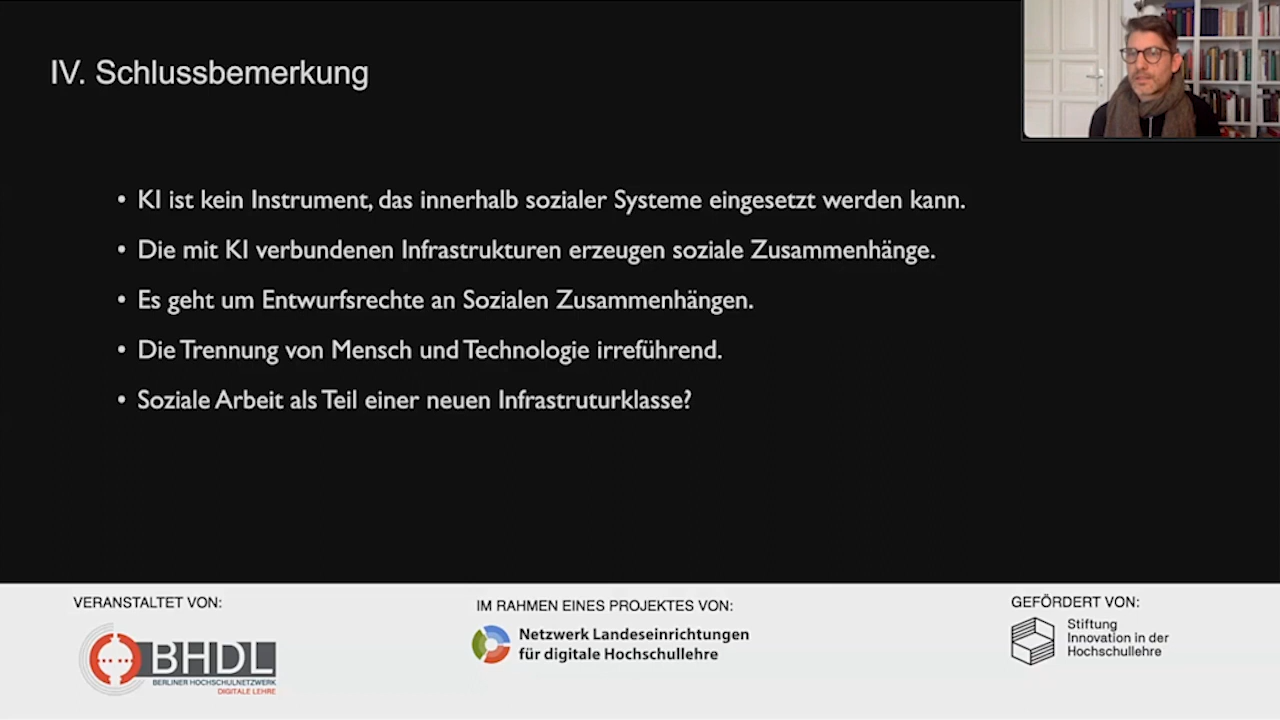 IV. Schlussbemerkung
• KI ist kein Instrument, das innerhalb sozialer Systeme eingesetzt werden kann.
• Die mit KI verbundenen Infrastrukturen erzeugen soziale Zusammenhänge.
• Es geht um Entwurfsrechte an Sozialen Zusammenhängen.
• Die Trennung von Mensch und Technologie irreführend.
• Soziale Arbeit als Teil einer neuen Infrastruturklasse?
VERANSTALTET VON:
BHDL
BERLINER HOCHSCHULNETZWERK
DIGITALE LEHRE
IM RAHMEN EINES PROJEKTES VON:
Netzwerk Landeseinrichtungen
für digitale Hochschullehre
GEFÖRDERT VON:
Stiftung
Innovation in der
Hochschullehre